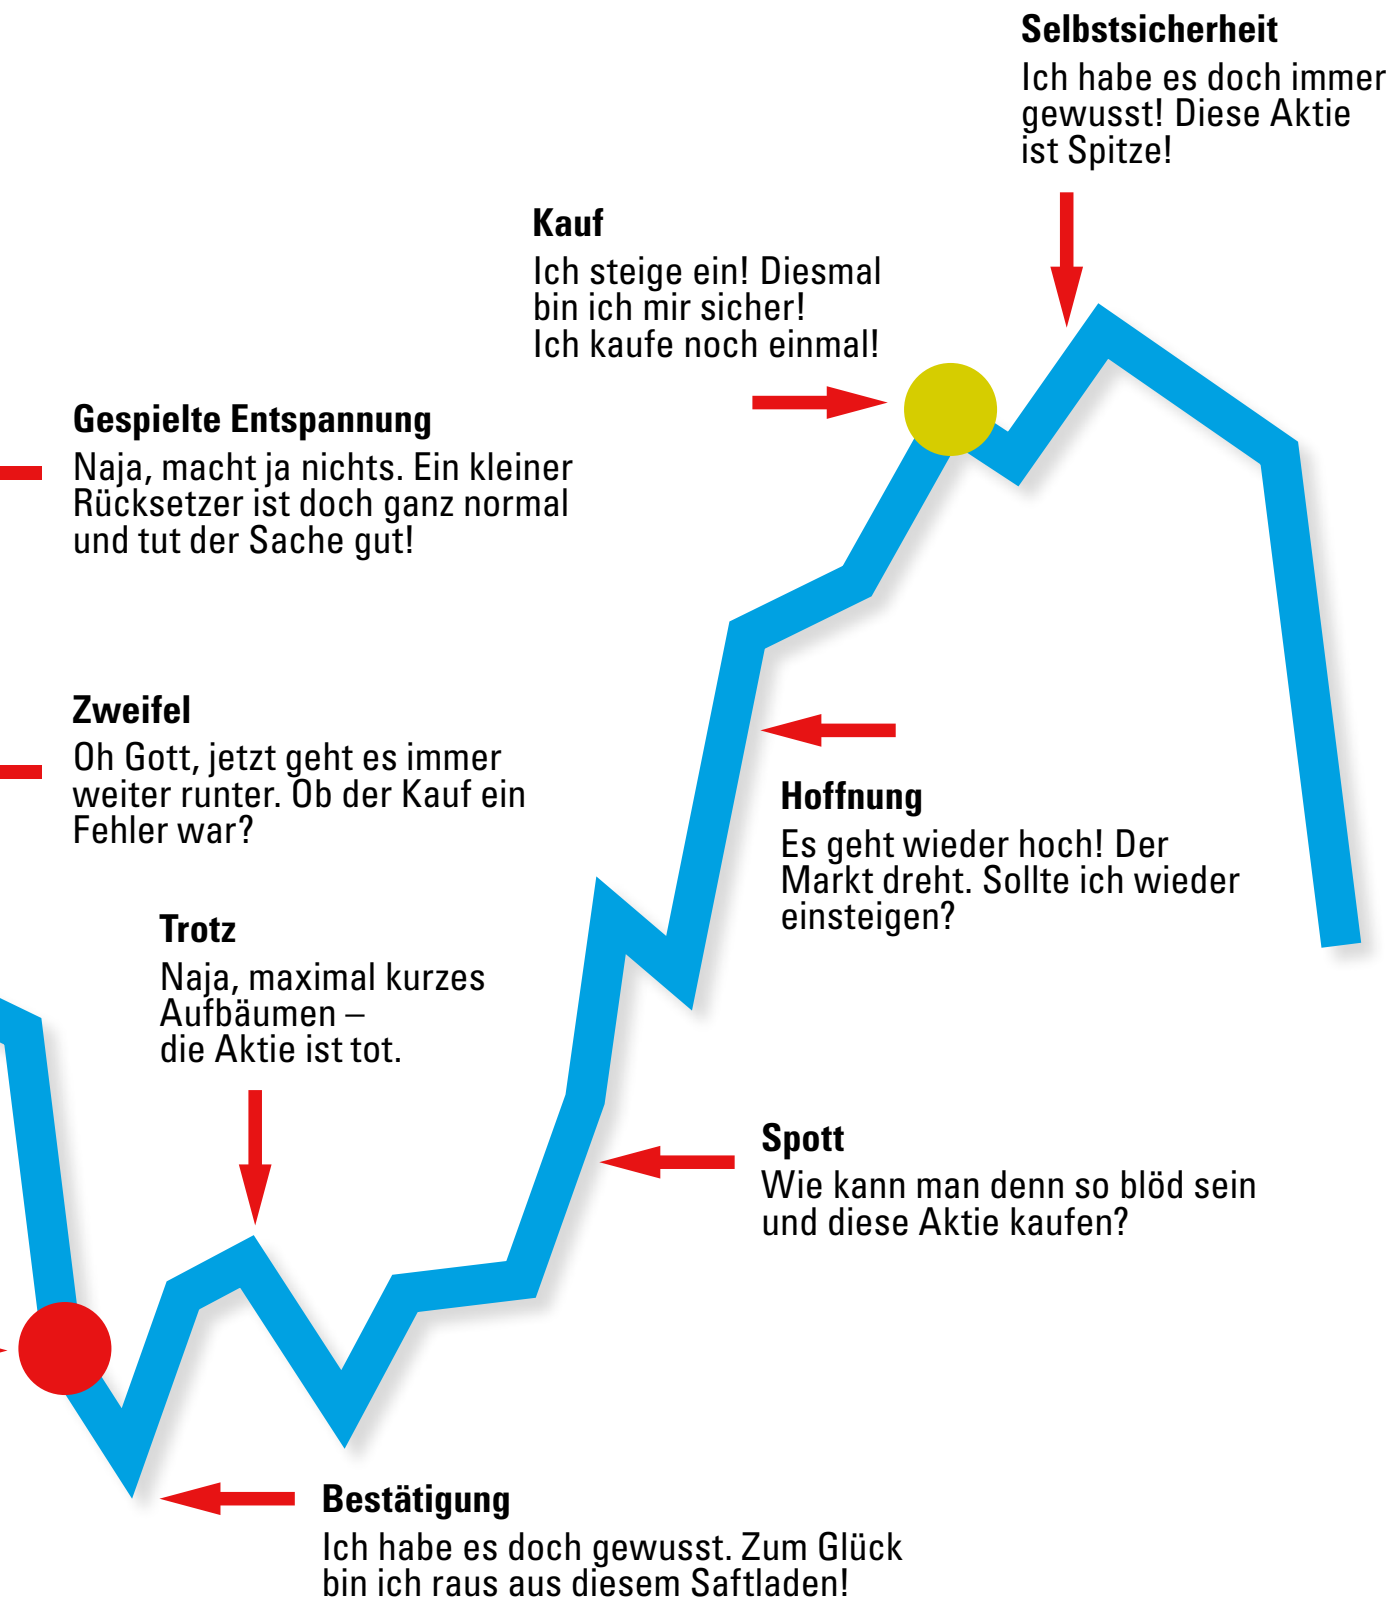 Selbstsicherheit
Ich habe es doch immer
gewusst! Diese Aktie
ist Spitze!
Kauf
Ich steige ein! Diesmal
bin ich mir sicher!
Ich kaufe noch einmal!
Gespielte Entspannung
Naja, macht ja nichts. Ein kleiner
Rücksetzer ist doch ganz normal
und tut der Sache gut!
Zweifel
Oh Gott, jetzt geht es immer
weiter runter. Ob der Kauf ein
Fehler war?
Hoffnung
Es geht wieder hoch! Der
Markt dreht. Sollte ich wieder
einsteigen?
Trotz
Naja, maximal kurzes
Aufbäumen –
die Aktie ist tot.
Spott
Wie kann man denn so blöd sein
und diese Aktie kaufen?
Bestätigung
Ich habe es doch gewusst. Zum Glück
bin ich raus aus diesem Saftladen!